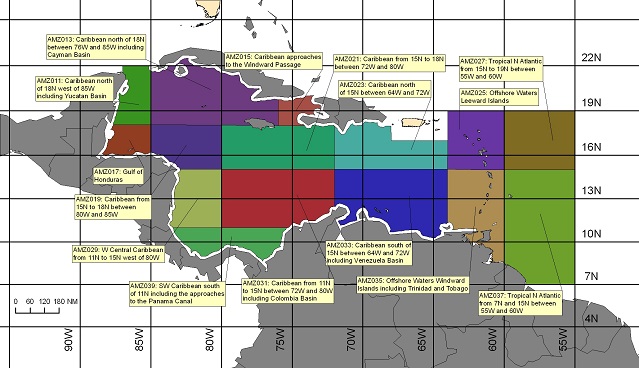 AMZ013: Caribbean north of 18N
between 76W and 85W including
Cayman Basin
AMZ015: Caribbean approaches
to the Windward Passage
AMZ021: Caribbean from 15N to 18N
between 72W and 80W
AMZ027: Tropical N Atlantic
from 15N to 19N between
55W and 60W
22N
AMZ011: Caribbean north
of 18N west of 85W
including Yucatan Basin
AMZ023: Caribbean north
of 15N between 64W and 72W
AMZ025: Offshore Waters
Leeward Islands
19N
16N
AMZ017: Gulf of
Honduras
AMZ019: Caribbean from
15N to 18N between
80W and 85W
13N
AMZ029: W Central Caribbean
from 11N to 15N west of 80W
AMZ033: Caribbean south of
15N between 64W and 72W
including Venezuela Basin
10N
AMZ039: SW Caribbean south
of 11N including the approaches
to the Panama Canal
AMZ031: Caribbean from 11N
to 15N between 72W and 80W
including Colombia Basin
AMZ035: Offshore Waters Windward
Islands including Trinidad and Tobago
7N
AMZ037: Tropical N Atlantic
from 7N and 15N between
55W and 60W
0 60 120 180 NM
4N
90W
85W
80W
75W
70W
65W
60W
55W